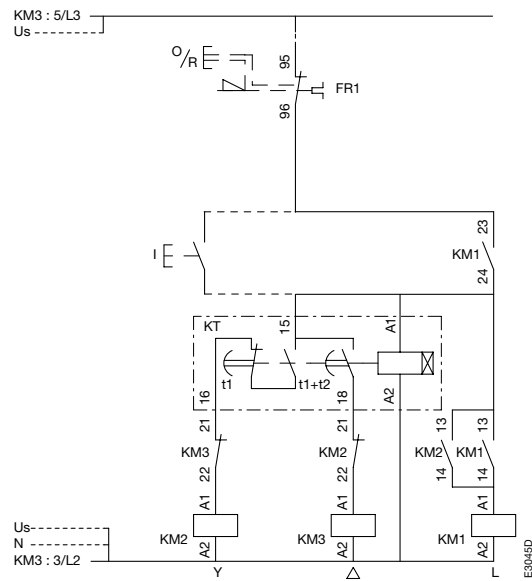 KM3 : 5/L3
Us
O/R
95
96
FR1
I
23
KM1
24
KT
15
A1
t1
t1+t2
A2
16
18
21
KM3
22
21
KM2
22
13
KM2
14
13
KM1
14
A1
KM2
A2
A1
KM3
A2
A1
KM1
A2
Us
N
KM3 : 3/L2
Y
△
L
E3045D